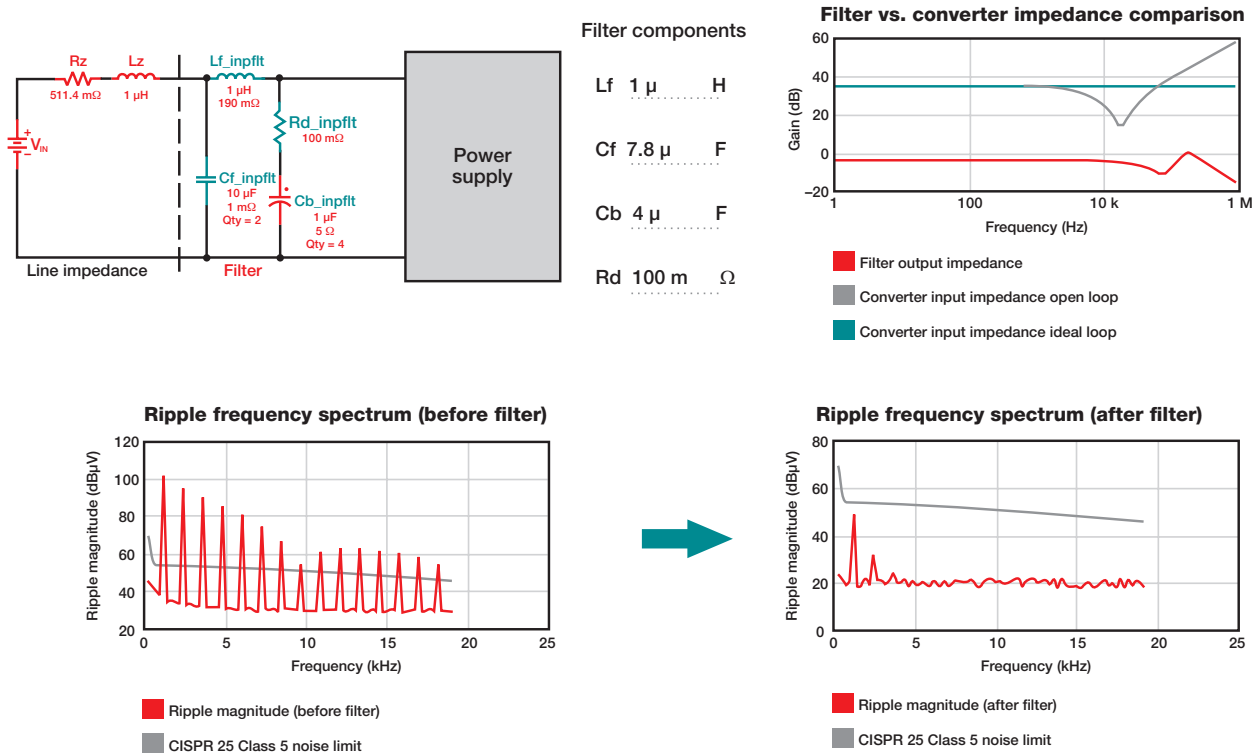 Rz
511.4 mΩ
Lz
1 µH
Lf_inpflt
1 µH
190 mΩ
Rd_inpflt
100 mΩ
+
VIN
–
Cf_inpflt
10 µF
1 mΩ
Qty = 2
Cb_inpflt
1 µF
5 Ω
Qty = 4
Power
supply
Line impedance
Filter
Filter components
Lf 1 µ H
Cf 7.8 µ F
Cb 4 µ F
Rd 100 m Ω
Filter vs. converter impedance comparison
Gain (dB)
60
40
20
0
–20
1
100
10 k
1 M
Frequency (Hz)
Filter output impedance
Converter input impedance open loop
Converter input impedance ideal loop
Ripple frequency spectrum (before filter)
Ripple magnitude (dBµV)
120
100
80
60
40
20
0
5
10
15
20
25
Frequency (kHz)
Ripple magnitude (before filter)
CISPR 25 Class 5 noise limit
Ripple frequency spectrum (after filter)
Ripple magnitude (dBµV)
80
60
40
20
0
0
5
10
15
20
25
Frequency (kHz)
Ripple magnitude (after filter)
CISPR 25 Class 5 noise limit